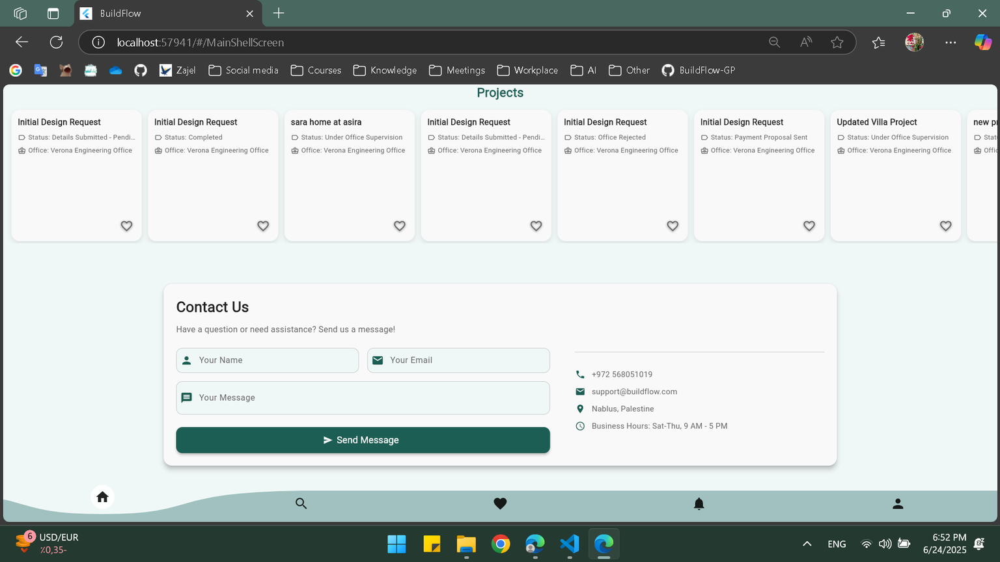 BuildFlow
localhost:57941/#/MainShellScreen
Zajel
Social media
Courses
Knowledge
Meetings
Workplace
AI
Other
BuildFlow-GP
Projects
Initial Design Request
Status: Details Submitted - Pendi...
Office: Verona Engineering Office
Initial Design Request
Status: Completed
Office: Verona Engineering Office
sara home at asira
Status: Under Office Supervision
Office: Verona Engineering Office
Initial Design Request
Status: Details Submitted - Pendi...
Office: Verona Engineering Office
Initial Design Request
Status: Office Rejected
Office: Verona Engineering Office
Initial Design Request
Status: Payment Proposal Sent
Office: Verona Engineering Office
Updated Villa Project
Status: Under Office Supervision
Office: Verona Engineering Office
new
Contact Us
Have a question or need assistance? Send us a message!
Your Name
Your Email
Your Message
Send Message
+972 568051019
support@buildflow.com
Nablus, Palestine
Business Hours: Sat-Thu, 9 AM - 5 PM
6
USD/EUR
٪0,35-
ENG
6:52 PM
6/24/2025